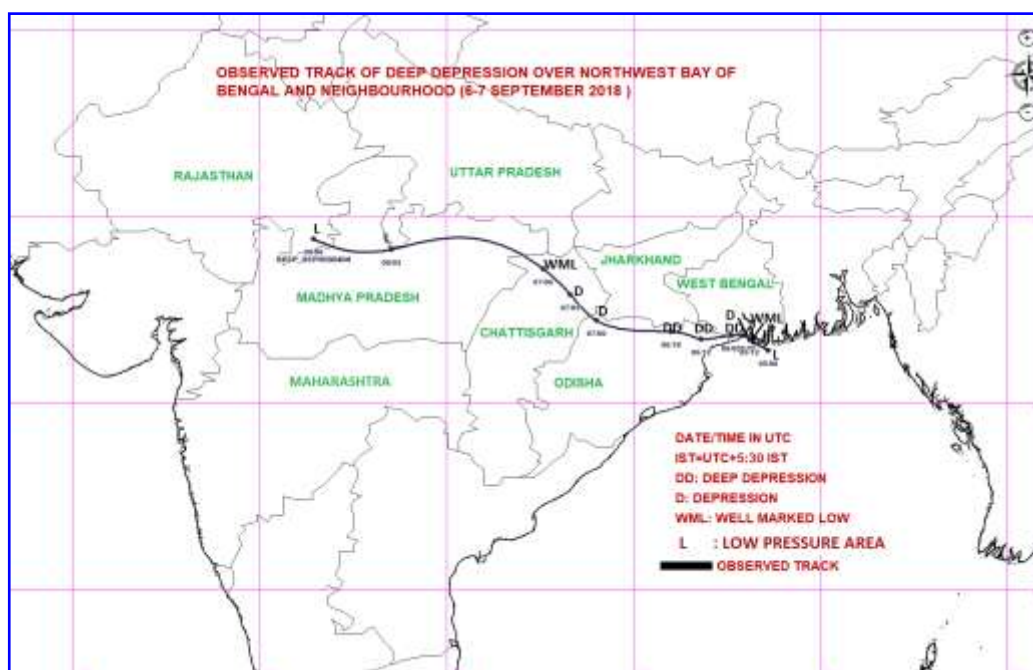 OBSERVED TRACK OF DEEP DEPRESSION OVER NORTHWEST BAY OF
BENGAL AND NEIGHBOURHOOD (6-7 SEPTEMBER 2018 )
RAJASTHAN
UTTAR PRADESH
L
L
WML
JHARKHAND
MADHYA PRADESH
D
WEST BENGAL
CHATTISGARH
D
DD
DD
DD
D
WML
L
MAHARASHTRA
ODISHA
DATE/TIME IN UTC
IST=UTC+5:30 IST
DD: DEEP DEPRESSION
D: DEPRESSION
WML: WELL MARKED LOW
L : LOW PRESSURE AREA
OBSERVED TRACK